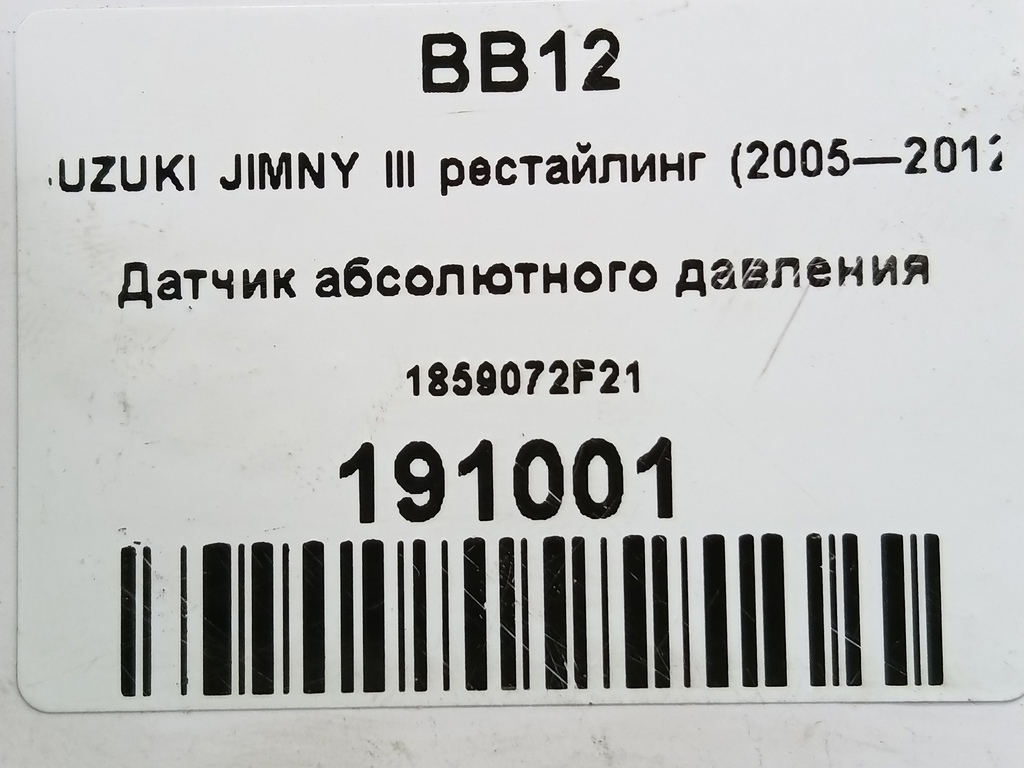 BB12
UZUKI JIMNY III рестайлинг (2005—2012
Датчик абсолютного давления
1859072F21
191001